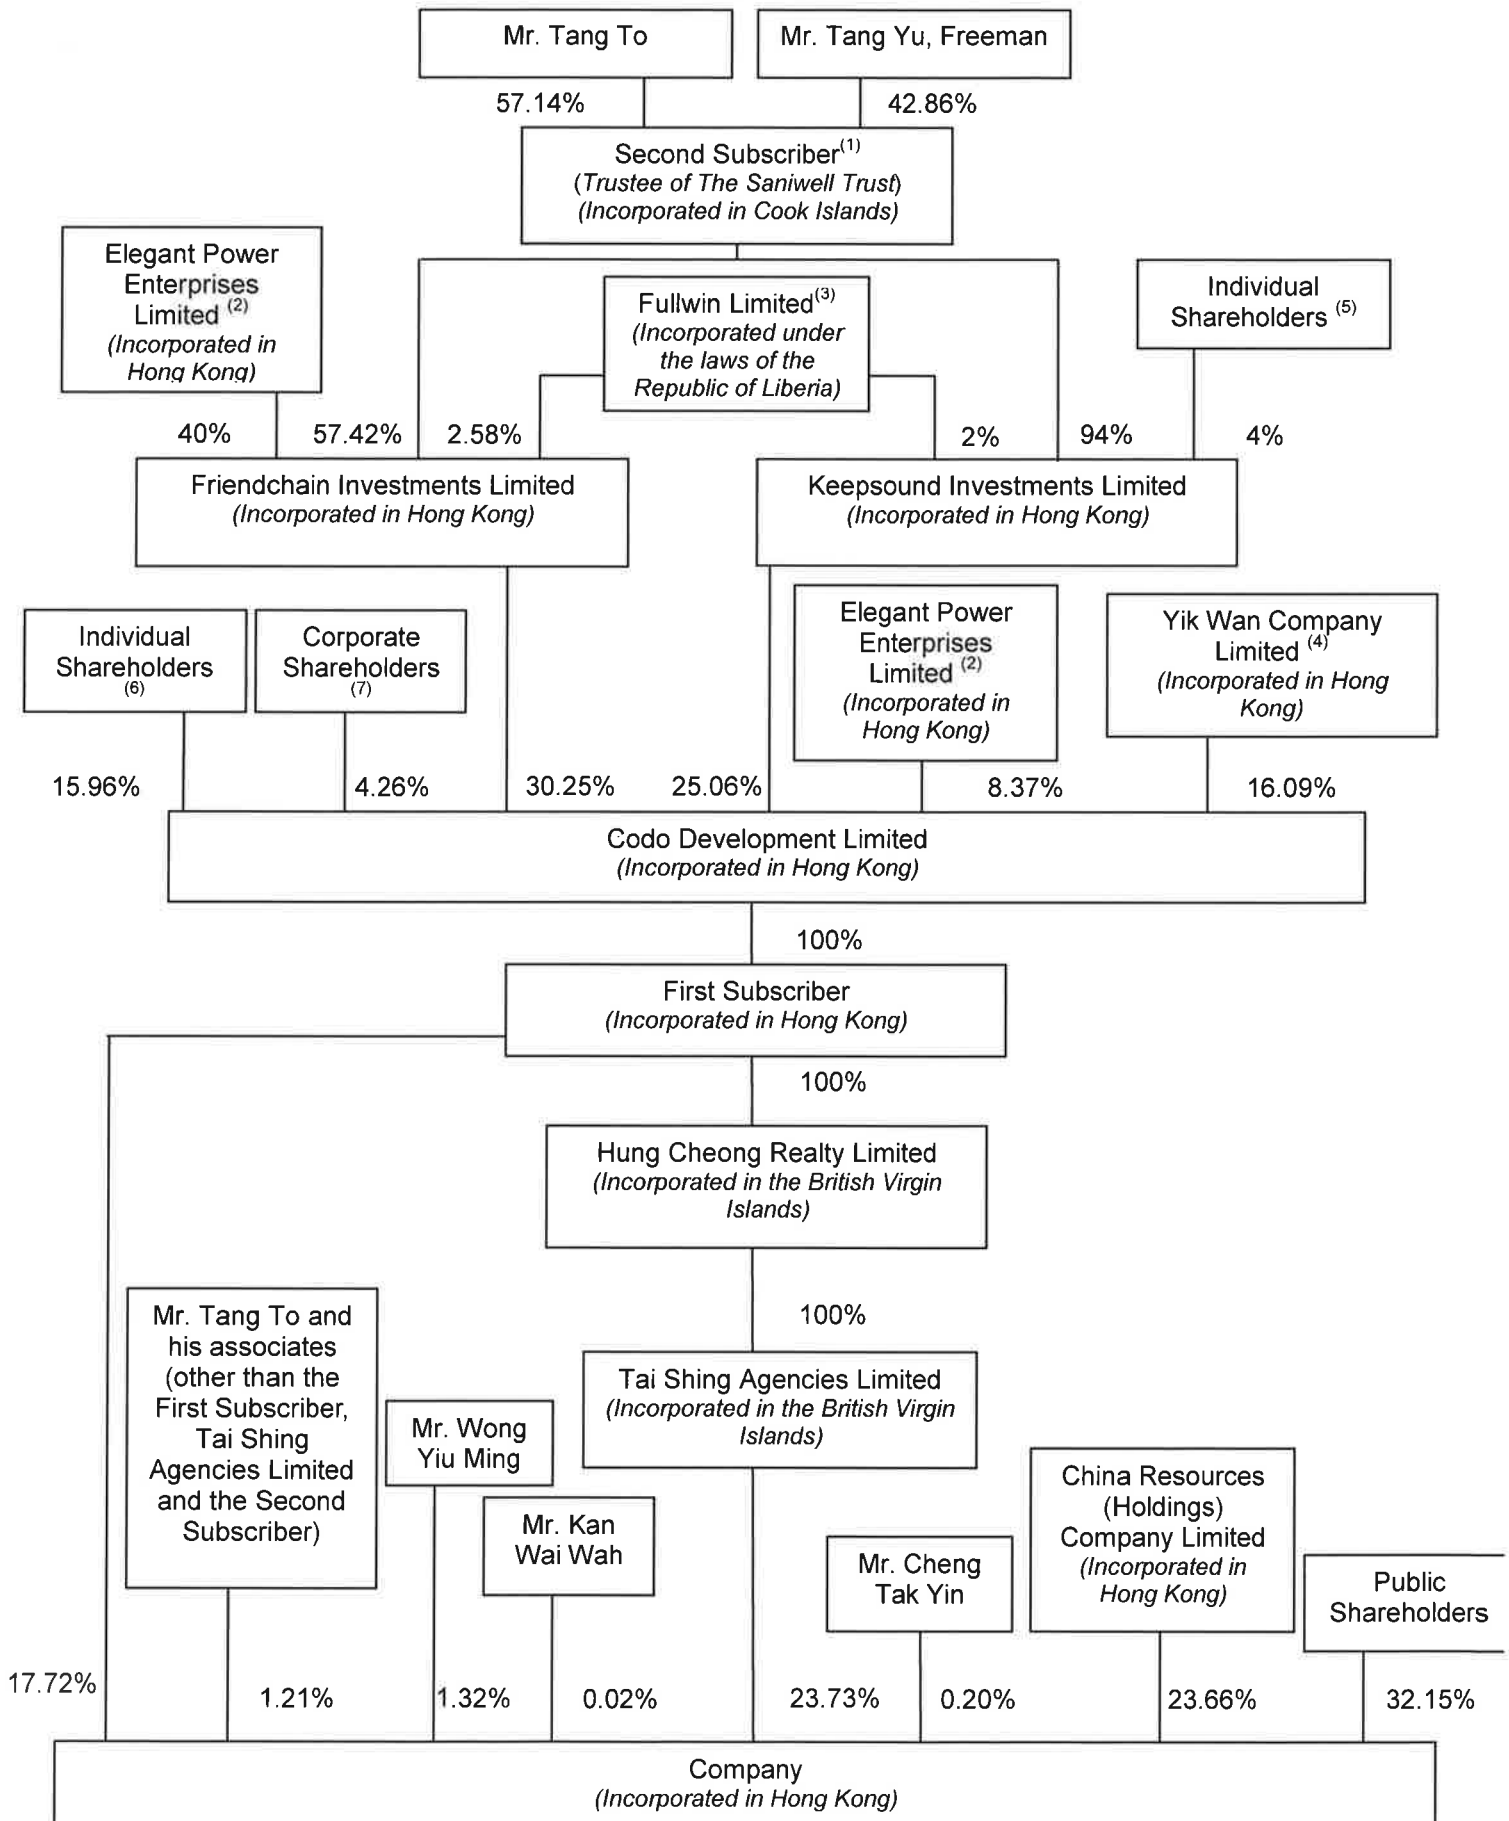 Mr. Tang To
Mr. Tang Yu, Freeman
57.14%
42.86%
Second Subscriber(1)
(Trustee of The Saniwell Trust)
(Incorporated in Cook Islands)
Elegant Power
Enterprises
Limited (2)
(Incorporated in
Hong Kong)
Fullwin Limited(3)
(Incorporated under
the laws of the
Republic of Liberia)
Individual
Shareholders (5)
40%
57.42%
2.58%
2%
94%
4%
Friendchain Investments Limited
(Incorporated in Hong Kong)
Keepsound Investments Limited
(Incorporated in Hong Kong)
Individual
Shareholders
(6)
Corporate
Shareholders
(7)
Elegant Power
Enterprises
Limited (2)
(Incorporated in
Hong Kong)
Yik Wan Company
Limited (4)
(Incorporated in Hong
Kong)
15.96%
4.26%
30.25%
25.06%
8.37%
16.09%
Codo Development Limited
(Incorporated in Hong Kong)
100%
First Subscriber
(Incorporated in Hong Kong)
100%
Hung Cheong Realty Limited
(Incorporated in the British Virgin
Islands)
100%
Mr. Tang To and
his associates
(other than the
First Subscriber,
Tai Shing
Agencies Limited
and the Second
Subscriber)
Mr. Wong
Yiu Ming
Mr. Kan
Wai Wah
Tai Shing Agencies Limited
(Incorporated in the British Virgin
Islands)
Mr. Cheng
Tak Yin
China Resources
(Holdings)
Company Limited
(Incorporated in
Hong Kong)
Public
Shareholders
17.72%
1.21%
1.32%
0.02%
23.73%
0.20%
23.66%
32.15%
Company
(Incorporated in Hong Kong)